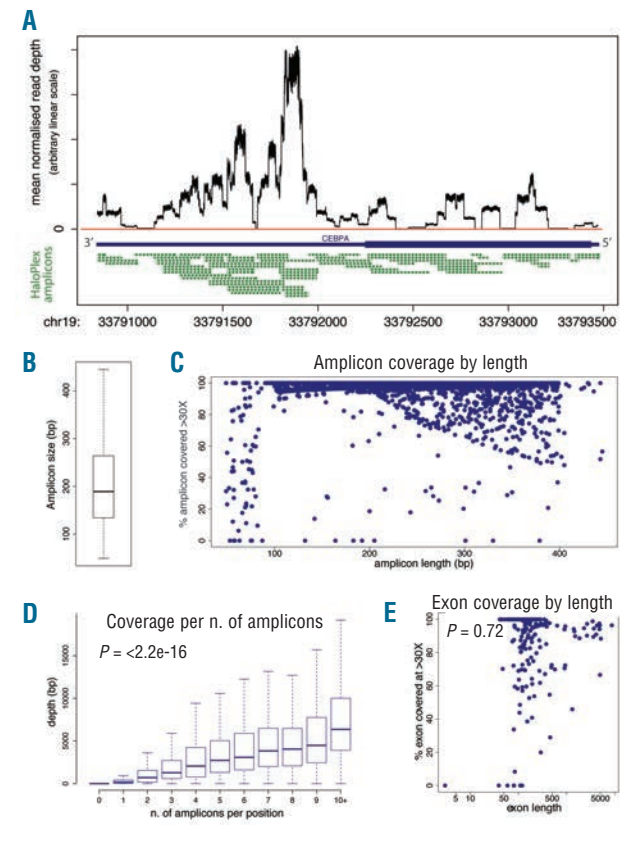 A
mean normalised read depth
(arbitrary linear scale)
0
3'
CEBPA
5'
HaloPlex
amplicons
chr19: 33791000 33791500 33792000 33792500 33793000 33793500
B
Amplicon size (bp)
100 200 300 400
C
Amplicon coverage by length
% amplicon covered >30X
0 20 40 60 80 100
100 200 300 400
amplicon length (bp)
D
Coverage per n. of amplicons
P = <2.2e-16
depth (bp)
0 5000 10000 15000
0 1 2 3 4 5 6 7 8 9 10+
n. of amplicons per position
E
Exon coverage by length
P = 0.72
% exon covered at >30X
0 20 40 60 80 100
5 10 50 500 5000
exon length